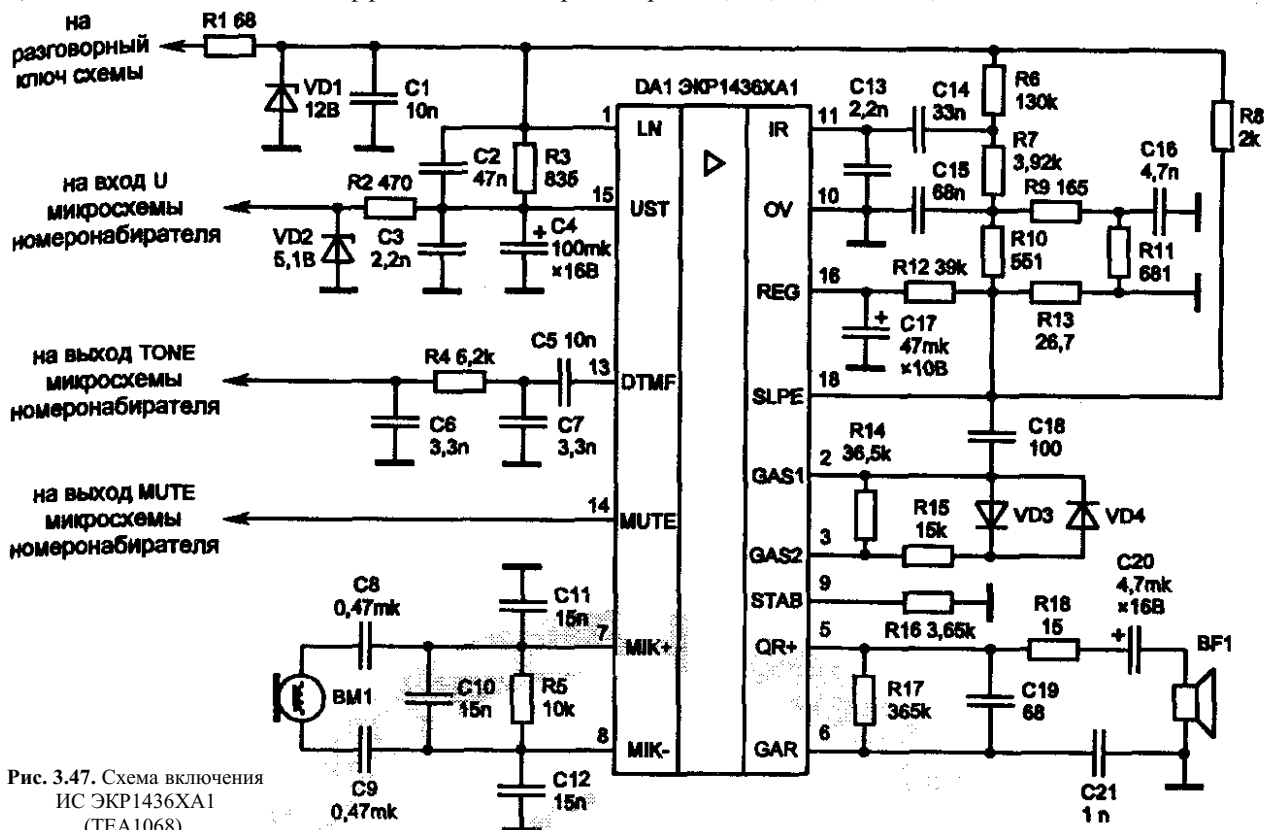 на
разговорный
ключ схемы
R1 68
VD1
12В
C1
10n
DA1 ЭКР1436ХА1
1
LN
C2
47n
R3
835
на вход U
микросхемы
номеронабирателя
R2 470
15
UST
VD2
5,1В
C3
2,2n
+
C4
100mk
×16В
на выход TONE
микросхемы
номеронабирателя
R4 6,2k
C5 10n
13
DTMF
C6
3,3n
C7
3,3n
на выход MUTE
микросхемы
номеронабирателя
14
MUTE
C8
0,47mk
C11
15n
7
MIK+
BM1
C10
15n
R5
10k
8
MIK-
C9
0,47mk
C12
15n
IR
11
C13
2,2n
C14
33n
R6
130k
R8
2k
R7
3,92k
C15
68n
OV
10
R9 165
C16
4,7n
R10
551
R11
681
REG
16
R12 39k
+
C17
47mk
×10В
R13
26,7
SLPE
18
C18
100
R14
36,5k
GAS1
2
R15
15k
VD3
VD4
GAS2
3
STAB
9
R16 3,65k
C20
4,7mk
×16В
R18
15
+
BF1
QR+
5
R17
365k
C19
68
GAR
6
C21
1 n
Рис. 3.47. Схема включения
ИС ЭКР1436ХА1
(TEA1068)